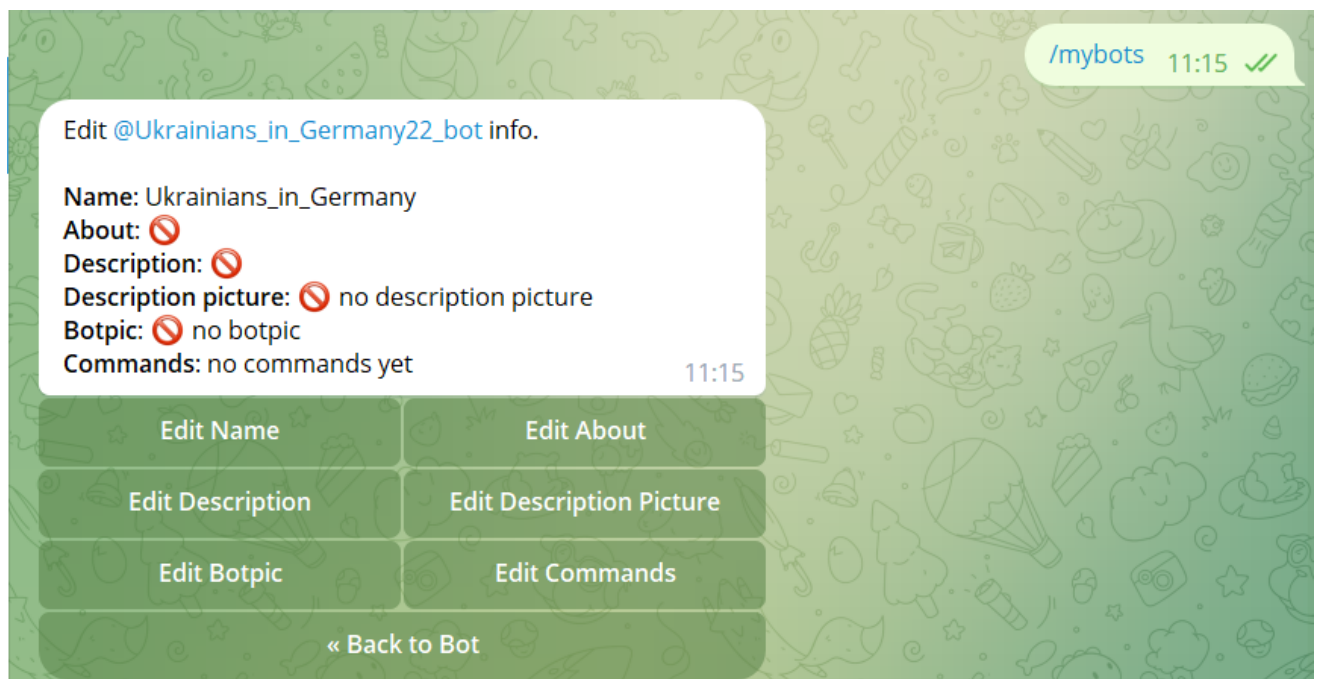 /mybots 11:15
Edit @Ukrainians_in_Germany22_bot info.
Name: Ukrainians_in_Germany
About: 🚫
Description: 🚫
Description picture: 🚫 no description picture
Botpic: 🚫 no botpic
Commands: no commands yet
11:15
Edit Name
Edit About
Edit Description
Edit Description Picture
Edit Botpic
Edit Commands
« Back to Bot